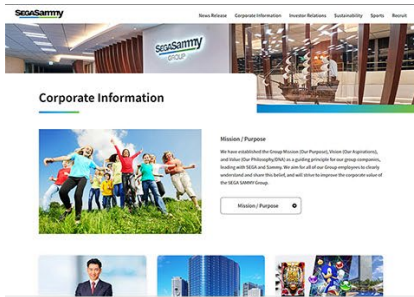 SEGASammy
News Release Corporate Information Investor Relations Sustainability Sports Recruit
SEGASammy
GROUP
Corporate Information
Mission / Purpose
We have established the Group Mission (Our Purpose), Vision (Our Aspirations),
and Value (Our Philosophy/DNA) as a guiding principle for our group companies,
leading with SEGA and Sammy. We aim for all of our Group employees to clearly
understand and share this belief, and will strive to improve the corporate value of
the SEGA SAMMY Group.
Mission / Purpose